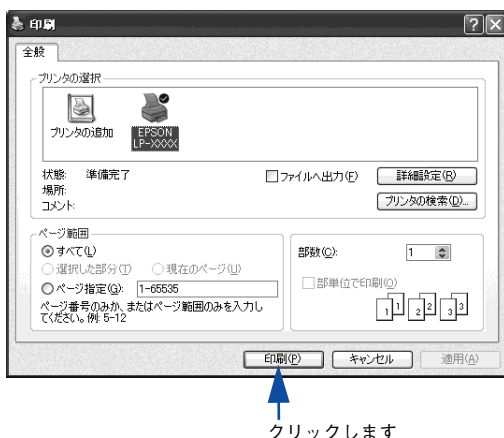 印刷
全般
プリンタの選択
プリンタの追加
EPSON
LP-XXXX
状態: 準備完了
場所:
コメント:
ファイルへ出力(F)
詳細設定(R)
プリンタの検索(D)...
ページ範囲
すべて(L)
選択した部分(T) 現在のページ(U)
ページ指定(G): 1-65535
ページ番号のみか、またはページ範囲のみを入力し
てください。例: 5-12
部数(C): 1
部単位で印刷(O)
1 1 2 2 3 3
印刷(P) キャンセル 適用(A)
クリックします